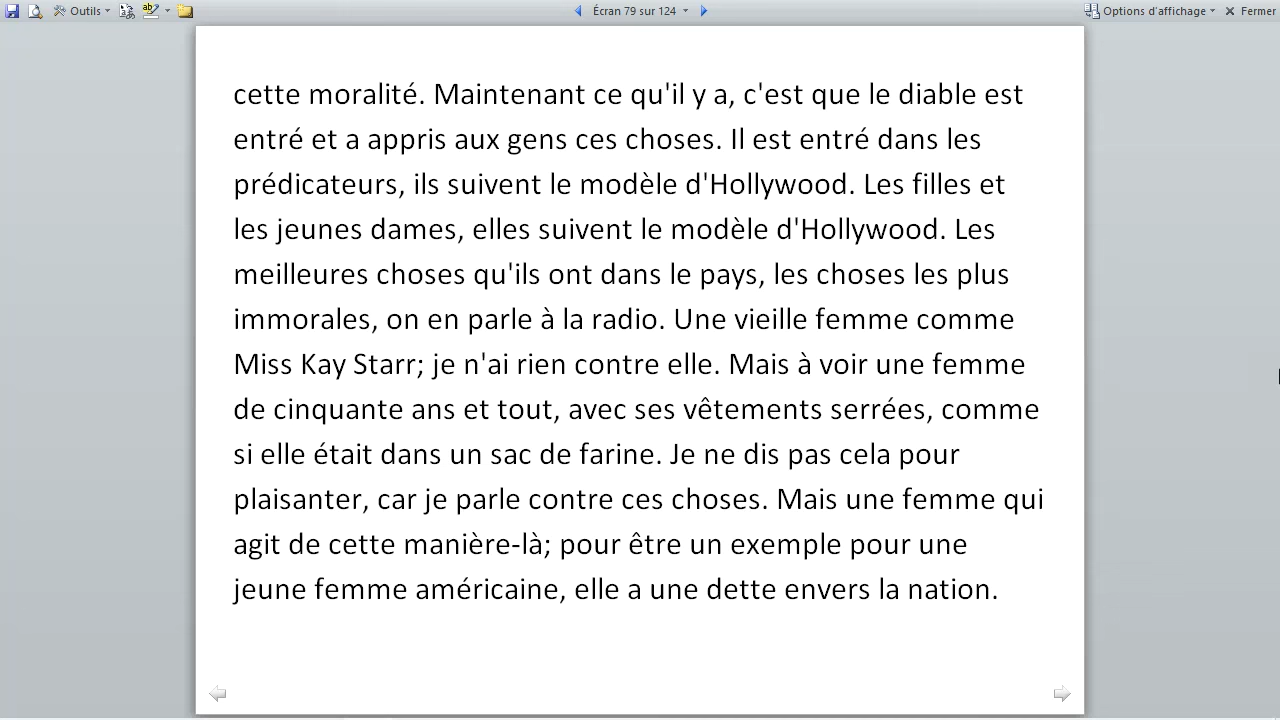 Outils
Écran 79 sur 124
Options d'affichage
Fermer
cette moralité. Maintenant ce qu'il y a, c'est que le diable est
entré et a appris aux gens ces choses. Il est entré dans les
prédicateurs, ils suivent le modèle d'Hollywood. Les filles et
les jeunes dames, elles suivent le modèle d'Hollywood. Les
meilleures choses qu'ils ont dans le pays, les choses les plus
immorales, on en parle à la radio. Une vieille femme comme
Miss Kay Starr; je n'ai rien contre elle. Mais à voir une femme
de cinquante ans et tout, avec ses vêtements serrées, comme
si elle était dans un sac de farine. Je ne dis pas cela pour
plaisanter, car je parle contre ces choses. Mais une femme qui
agit de cette manière-là; pour être un exemple pour une
jeune femme américaine, elle a une dette envers la nation.